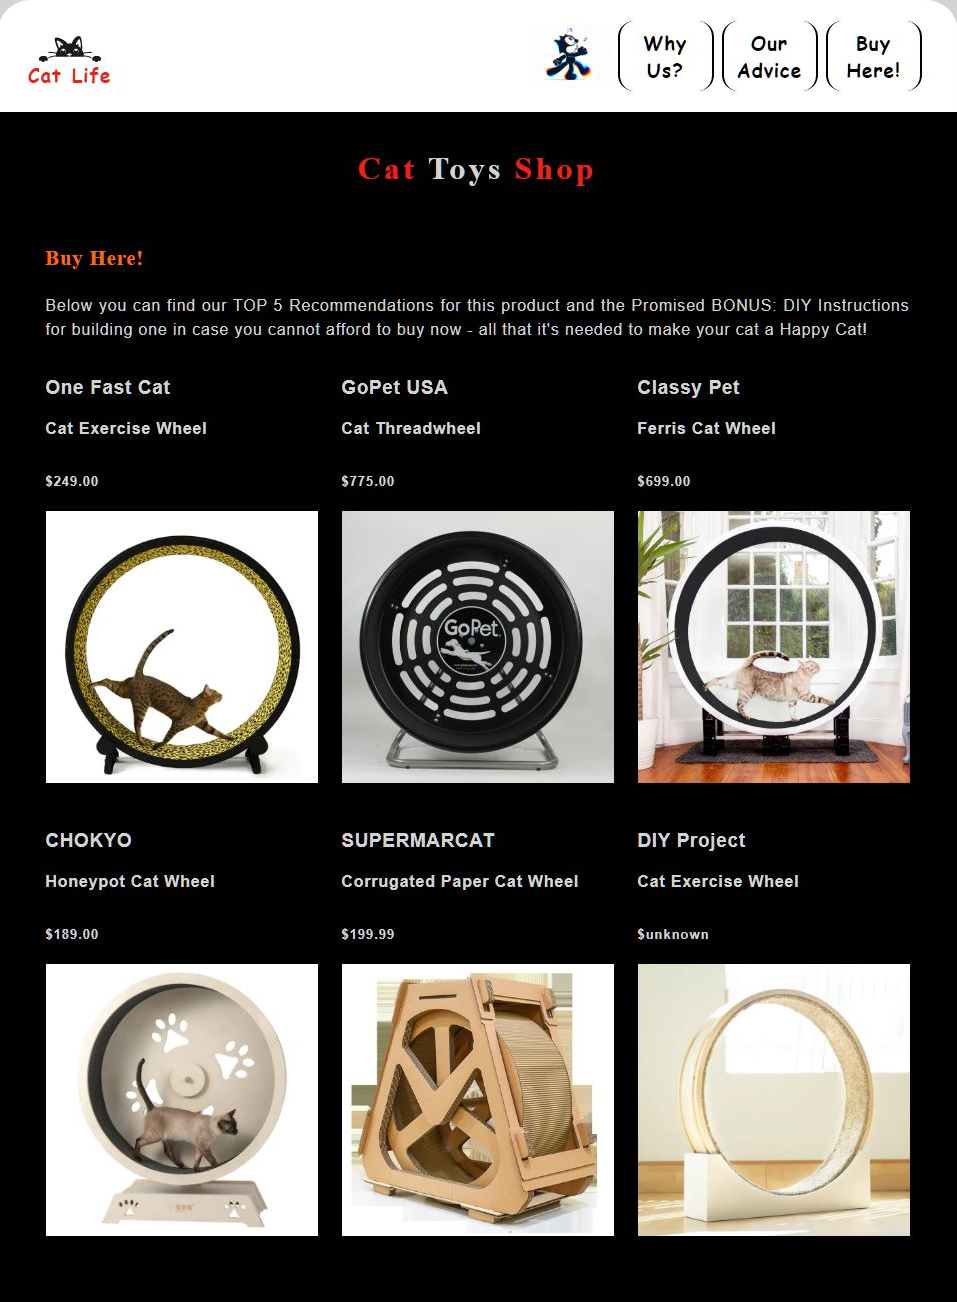 Cat Life
Why
Us?
Our
Advice
Buy
Here!
Cat Toys Shop
Buy Here!
Below you can find our TOP 5 Recommendations for this product and the Promised BONUS: DIY Instructions
for building one in case you cannot afford to buy now - all that it's needed to make your cat a Happy Cat!
One Fast Cat
Cat Exercise Wheel
$249.00
GoPet USA
Cat Threadwheel
$775.00
GoPet
Classy Pet
Ferris Cat Wheel
$699.00
CHOKYO
Honeypot Cat Wheel
$189.00
SUPERMARCAT
Corrugated Paper Cat Wheel
$199.99
DIY Project
Cat Exercise Wheel
$unknown